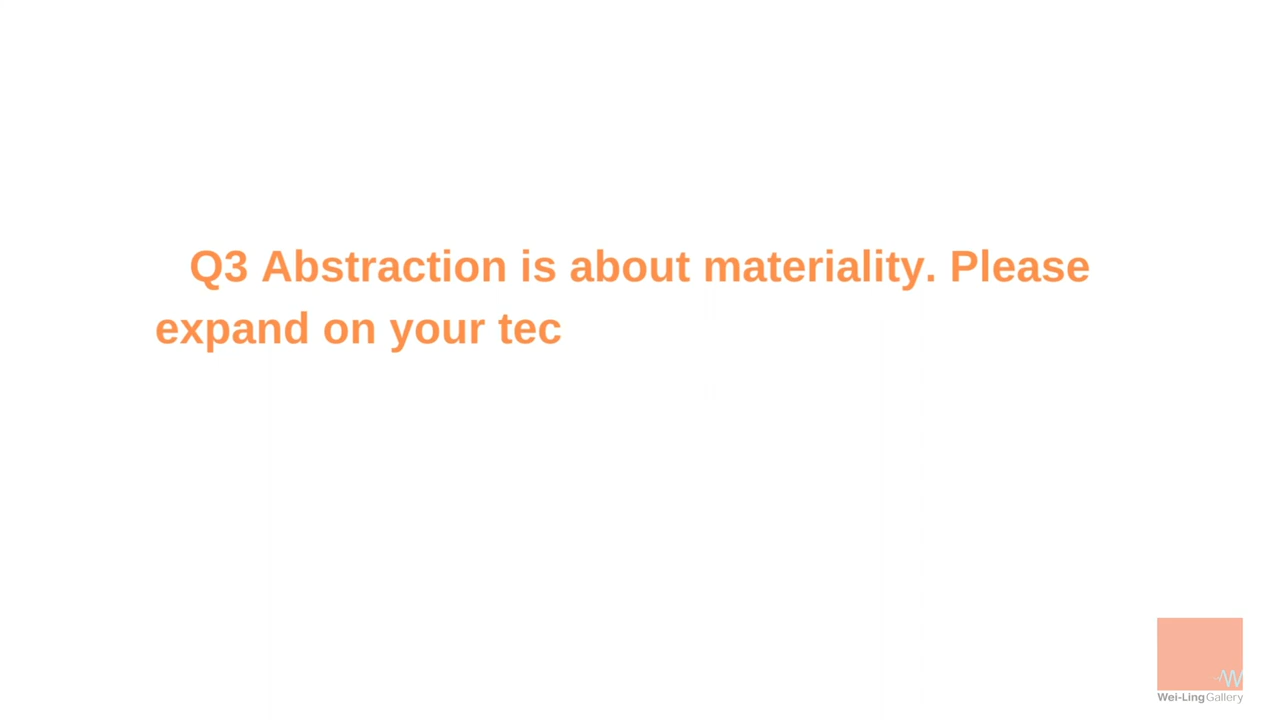 Q3 Abstraction is about materiality. Please
expand on your tec
Wei-Ling Gallery